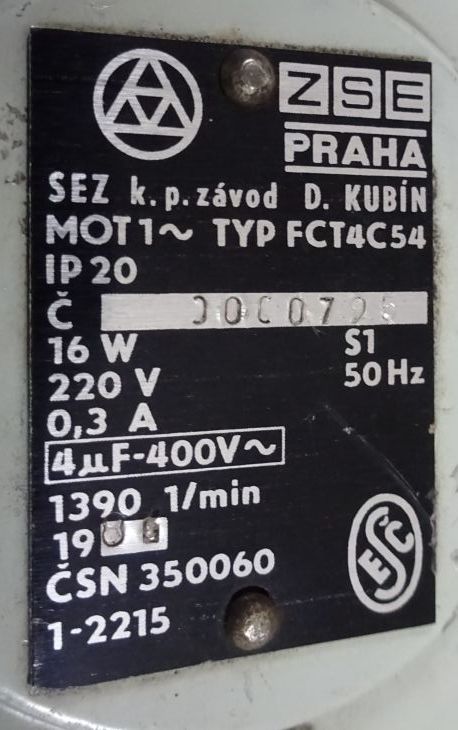 ZSE
PRAHA
SEZ k.p. závod D. KUBÍN
MOT 1~ TYP FCT4C54
IP 20
Č
16 W S1
220 V 50 Hz
0,3 A
4µF-400V~
1390 1/min
19
ČSN 350060
1-2215
ESČ